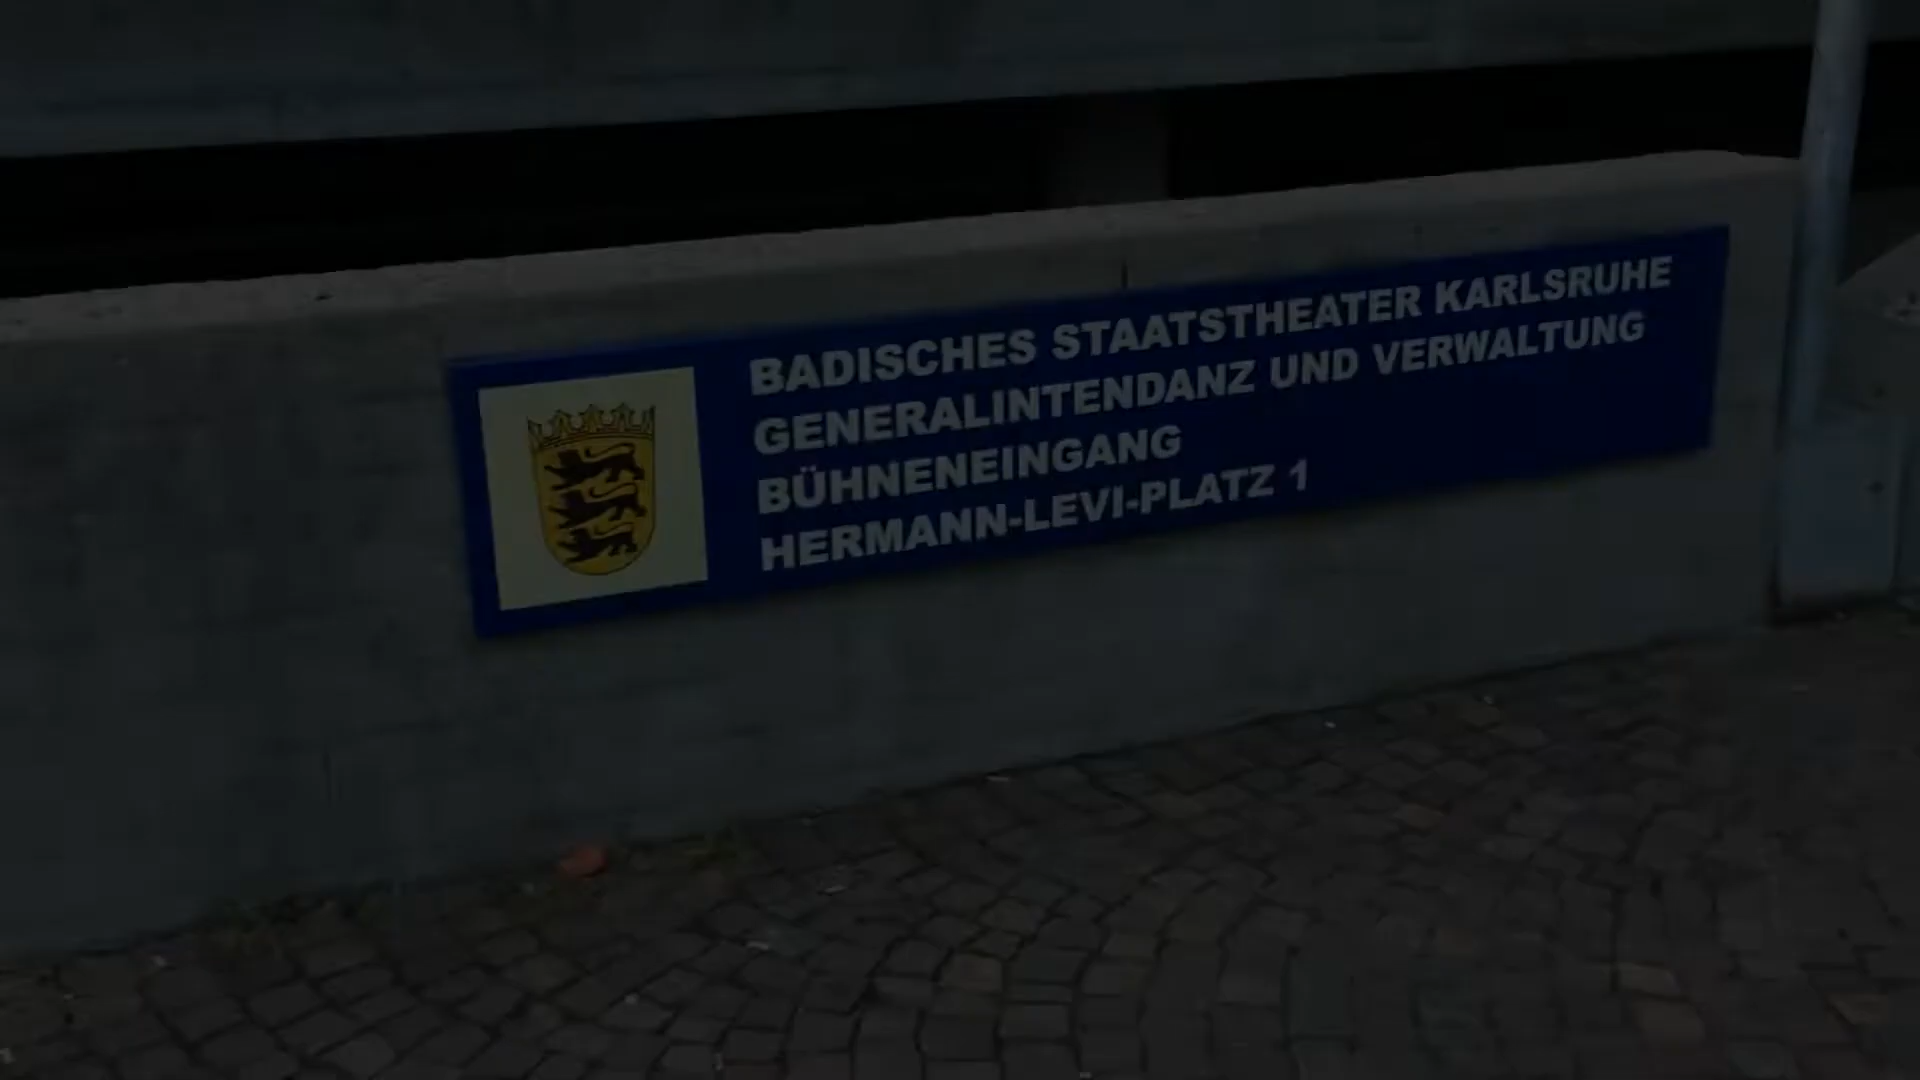 BADISCHES STAATSTHEATER KARLSRUHE
GENERALINTENDANZ UND VERWALTUNG
BÜHNENEINGANG
HERMANN-LEVI-PLATZ 1